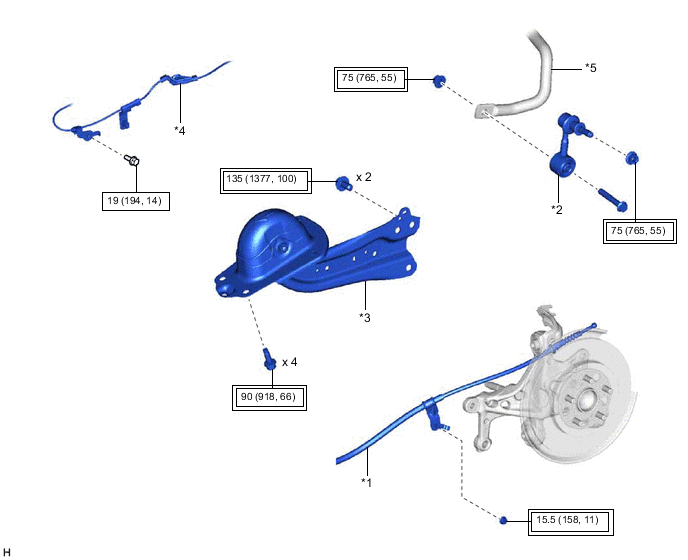 75 (765, 55)
*5
*4
19 (194, 14)
135 (1377, 100)
x 2
*2
75 (765, 55)
*3
x 4
90 (918, 66)
*1
15.5 (158, 11)
H